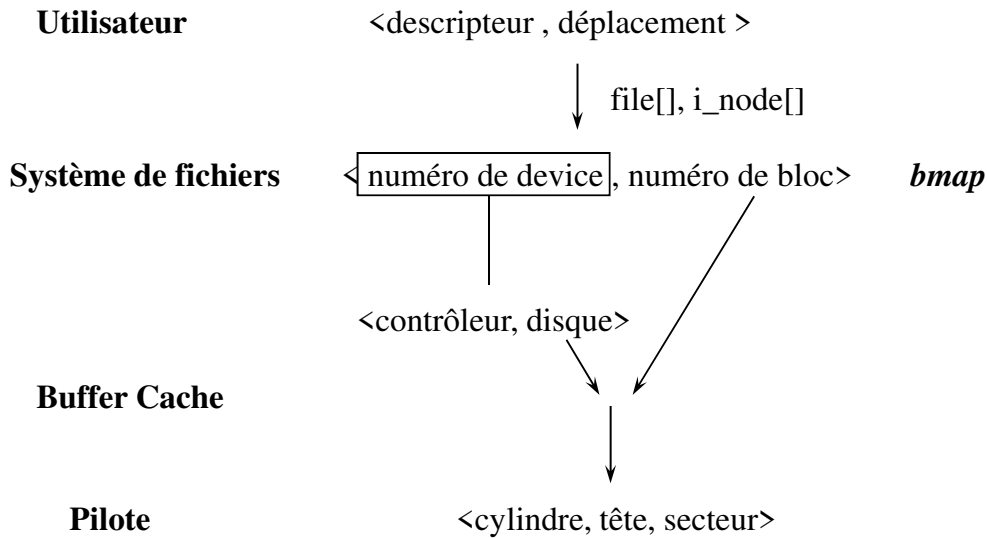 Utilisateur <descripteur , déplacement >
file[], i_node[]
Système de fichiers < numéro de device , numéro de bloc> bmap
<contrôleur, disque>
Buffer Cache
Pilote <cylindre, tête, secteur>